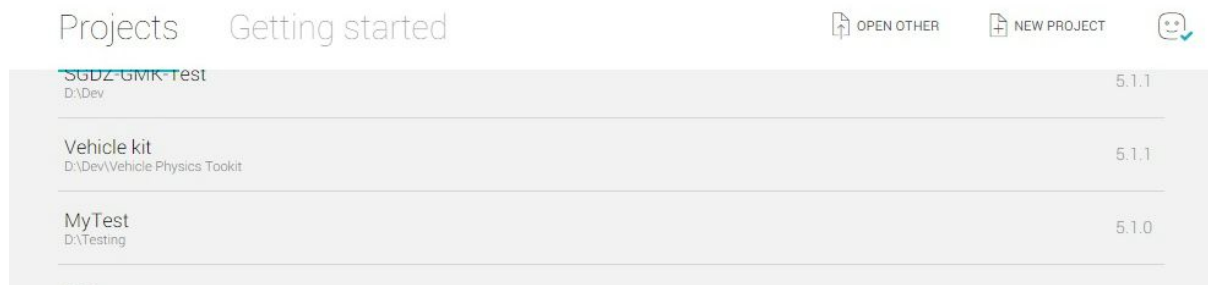 Projects Getting started OPEN OTHER NEW PROJECT
SGDZ-GMK-Test 5.1.1
D:\Dev
Vehicle kit 5.1.1
D:\Dev\Vehicle Physics Tookit
MyTest 5.1.0
D:\Testing